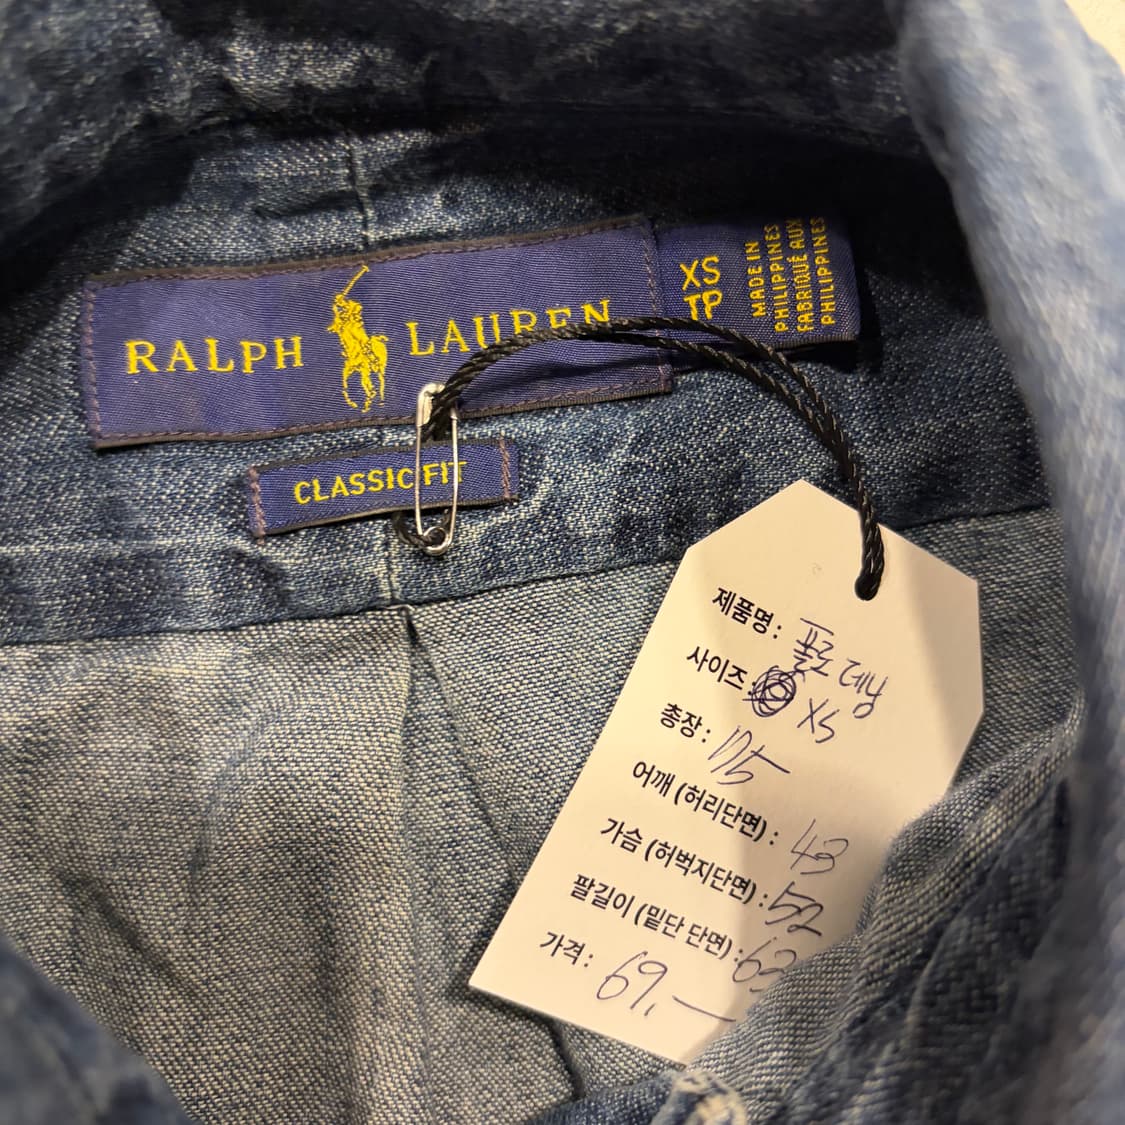 RALPH LAUREN
XS
TP
MADE IN
PHILIPPINES
FABRIQUÉ AUX
PHILIPPINES
CLASSIC FIT
제품명: 폴로 데님
사이즈: XS
총장:
어깨 (허리단면): 43
가슴 (허벅지단면): 52
팔길이 (밑단 단면): 63
가격: 69,—